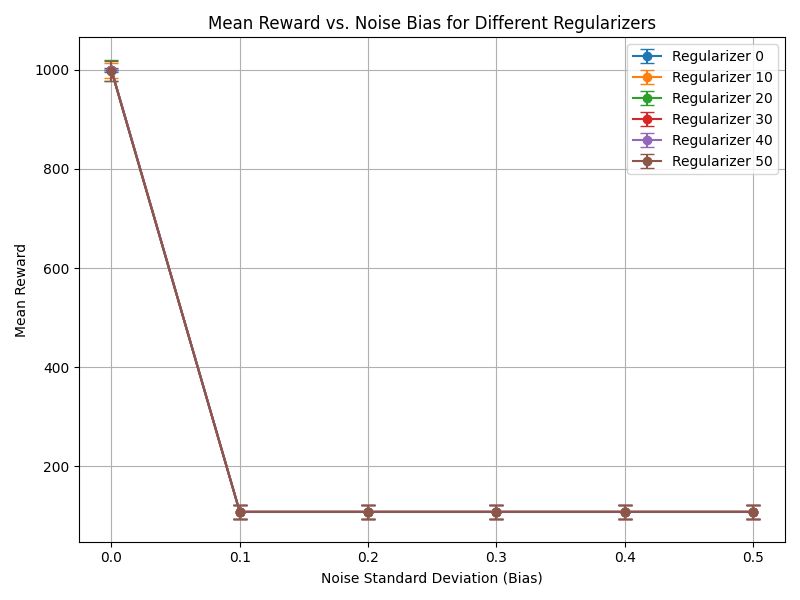 Mean Reward vs. Noise Bias for Different Regularizers
Regularizer 0
Regularizer 10
Regularizer 20
Regularizer 30
Regularizer 40
Regularizer 50
Mean Reward
1000
800
600
400
200
0.0 0.1 0.2 0.3 0.4 0.5
Noise Standard Deviation (Bias)